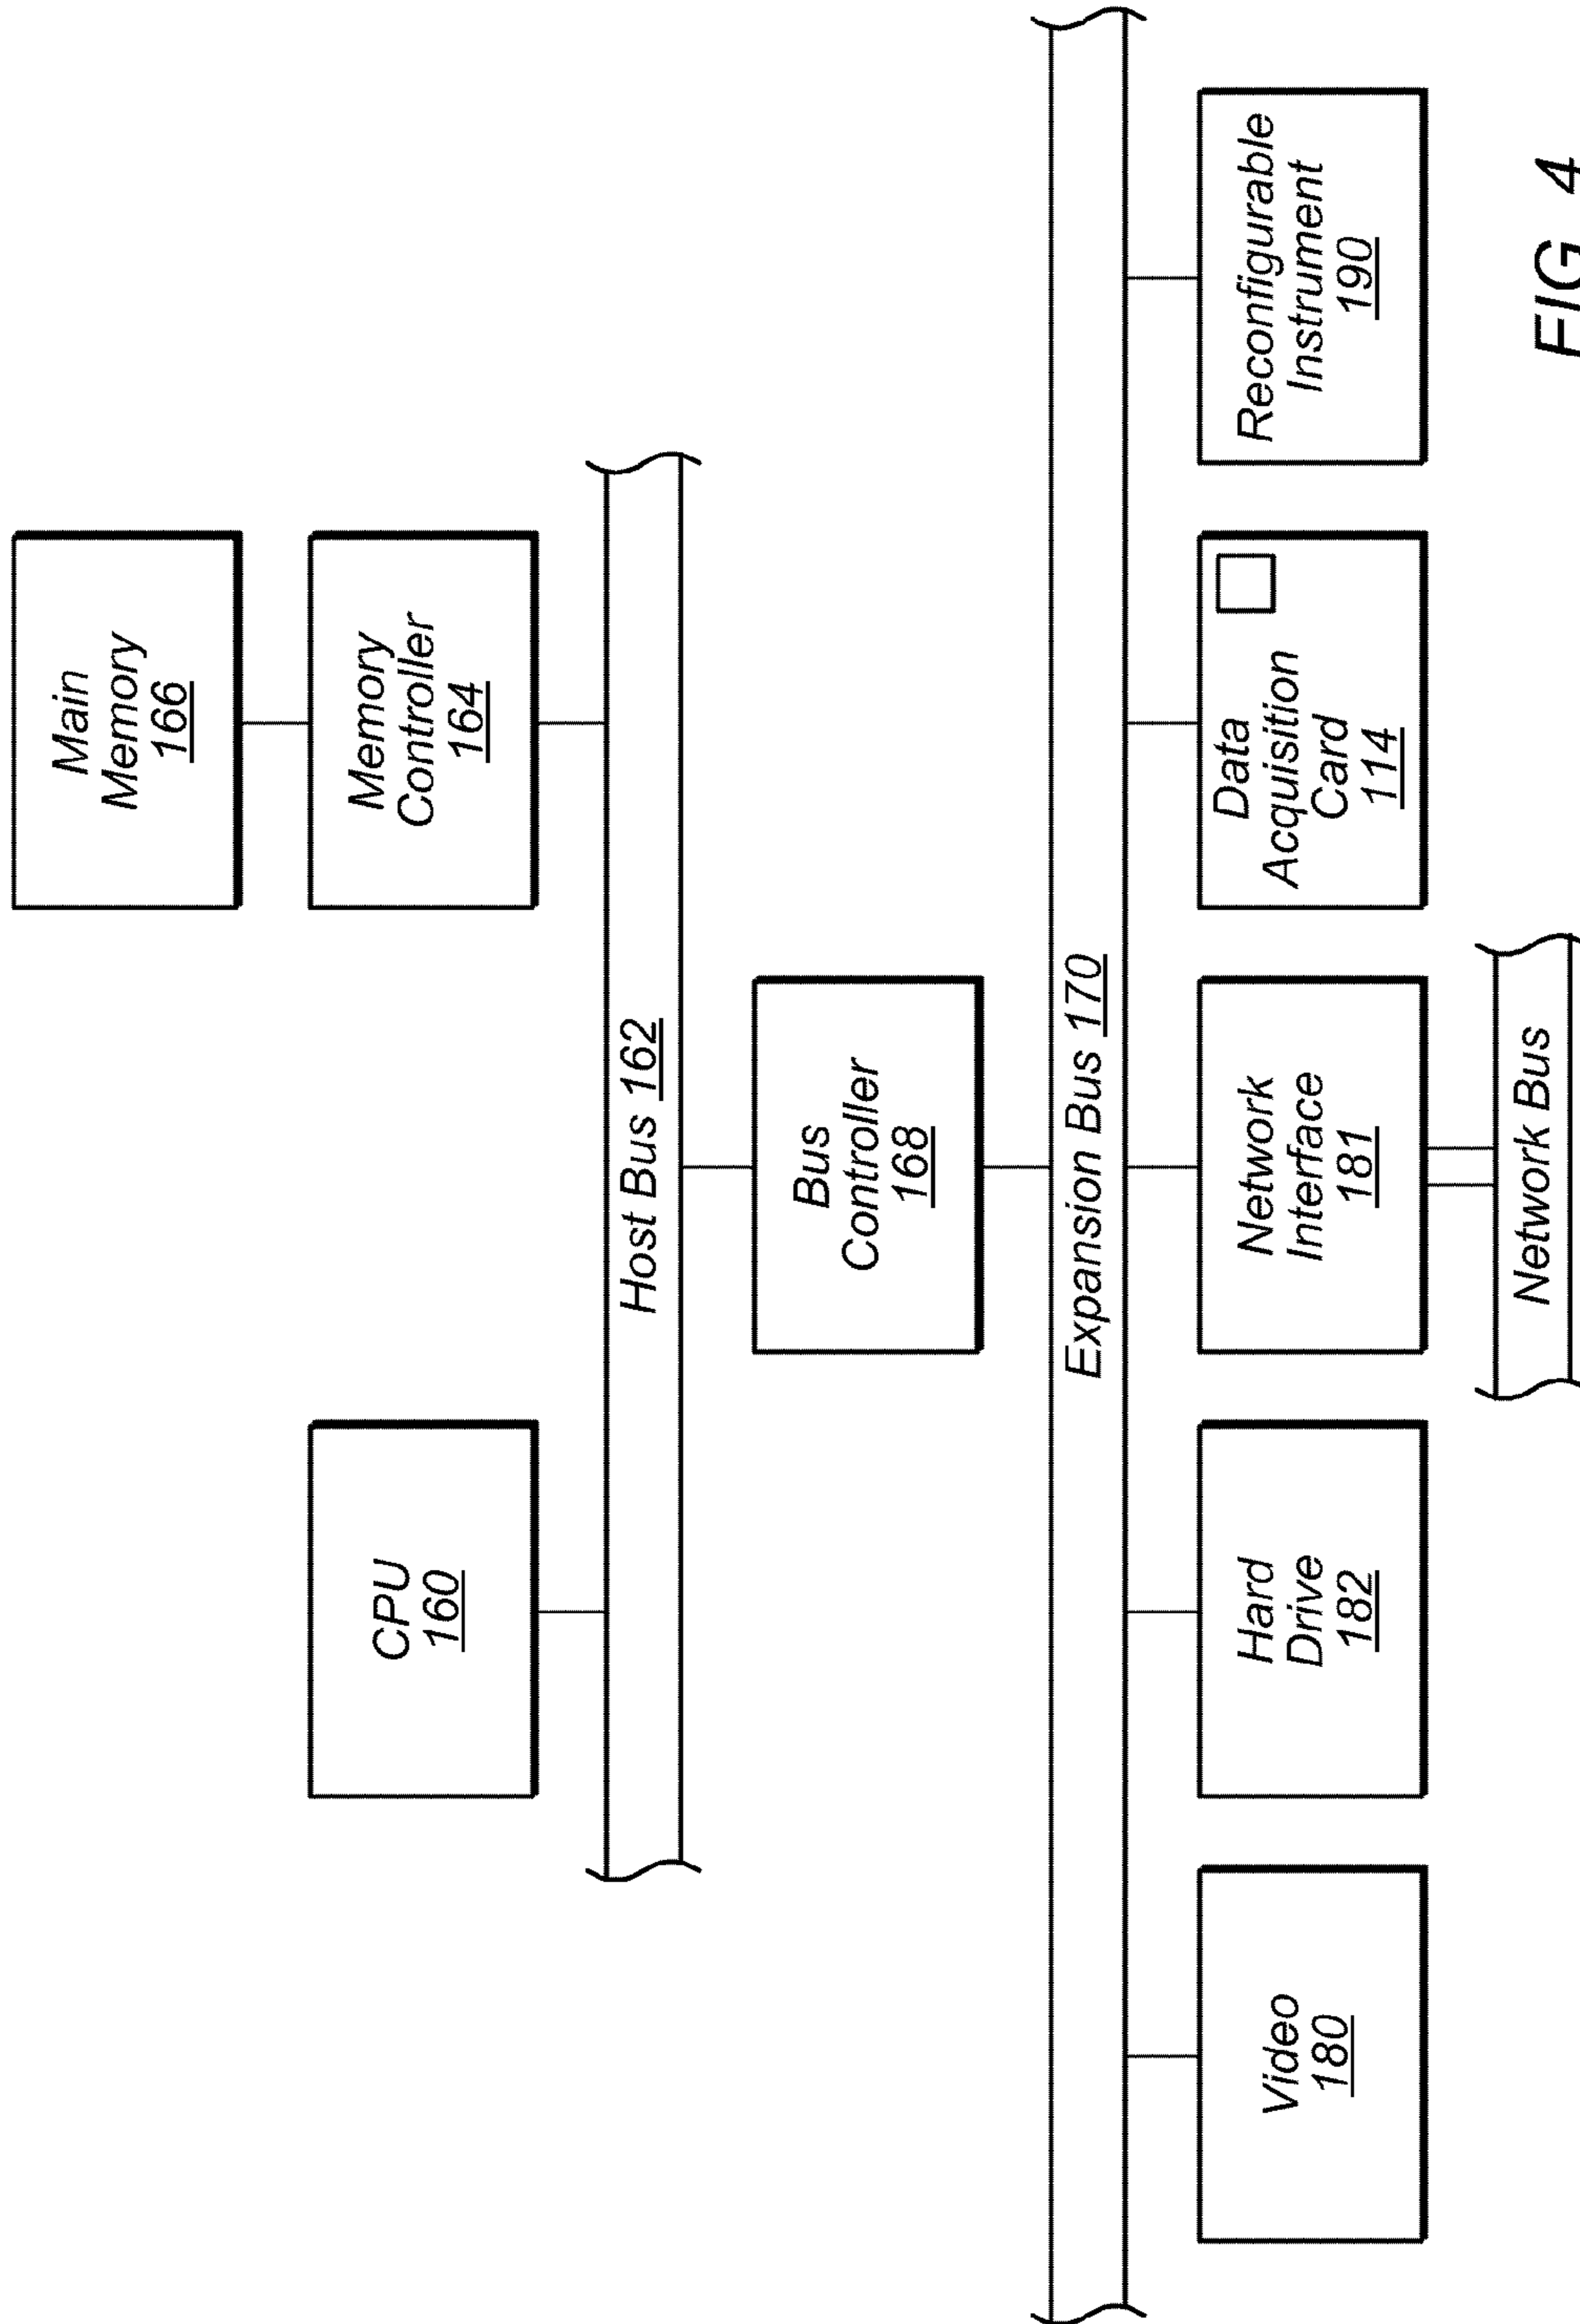 Main
Memory
166
CPU
160
Memory
Controller
164
Host Bus 162
Bus
Controller
168
Expansion Bus 170
Video
180
Hard
Drive
182
Network
Interface
181
Data
Acquisition
Card
114
Reconfigurable
Instrument
190
Network Bus
FIG. 4